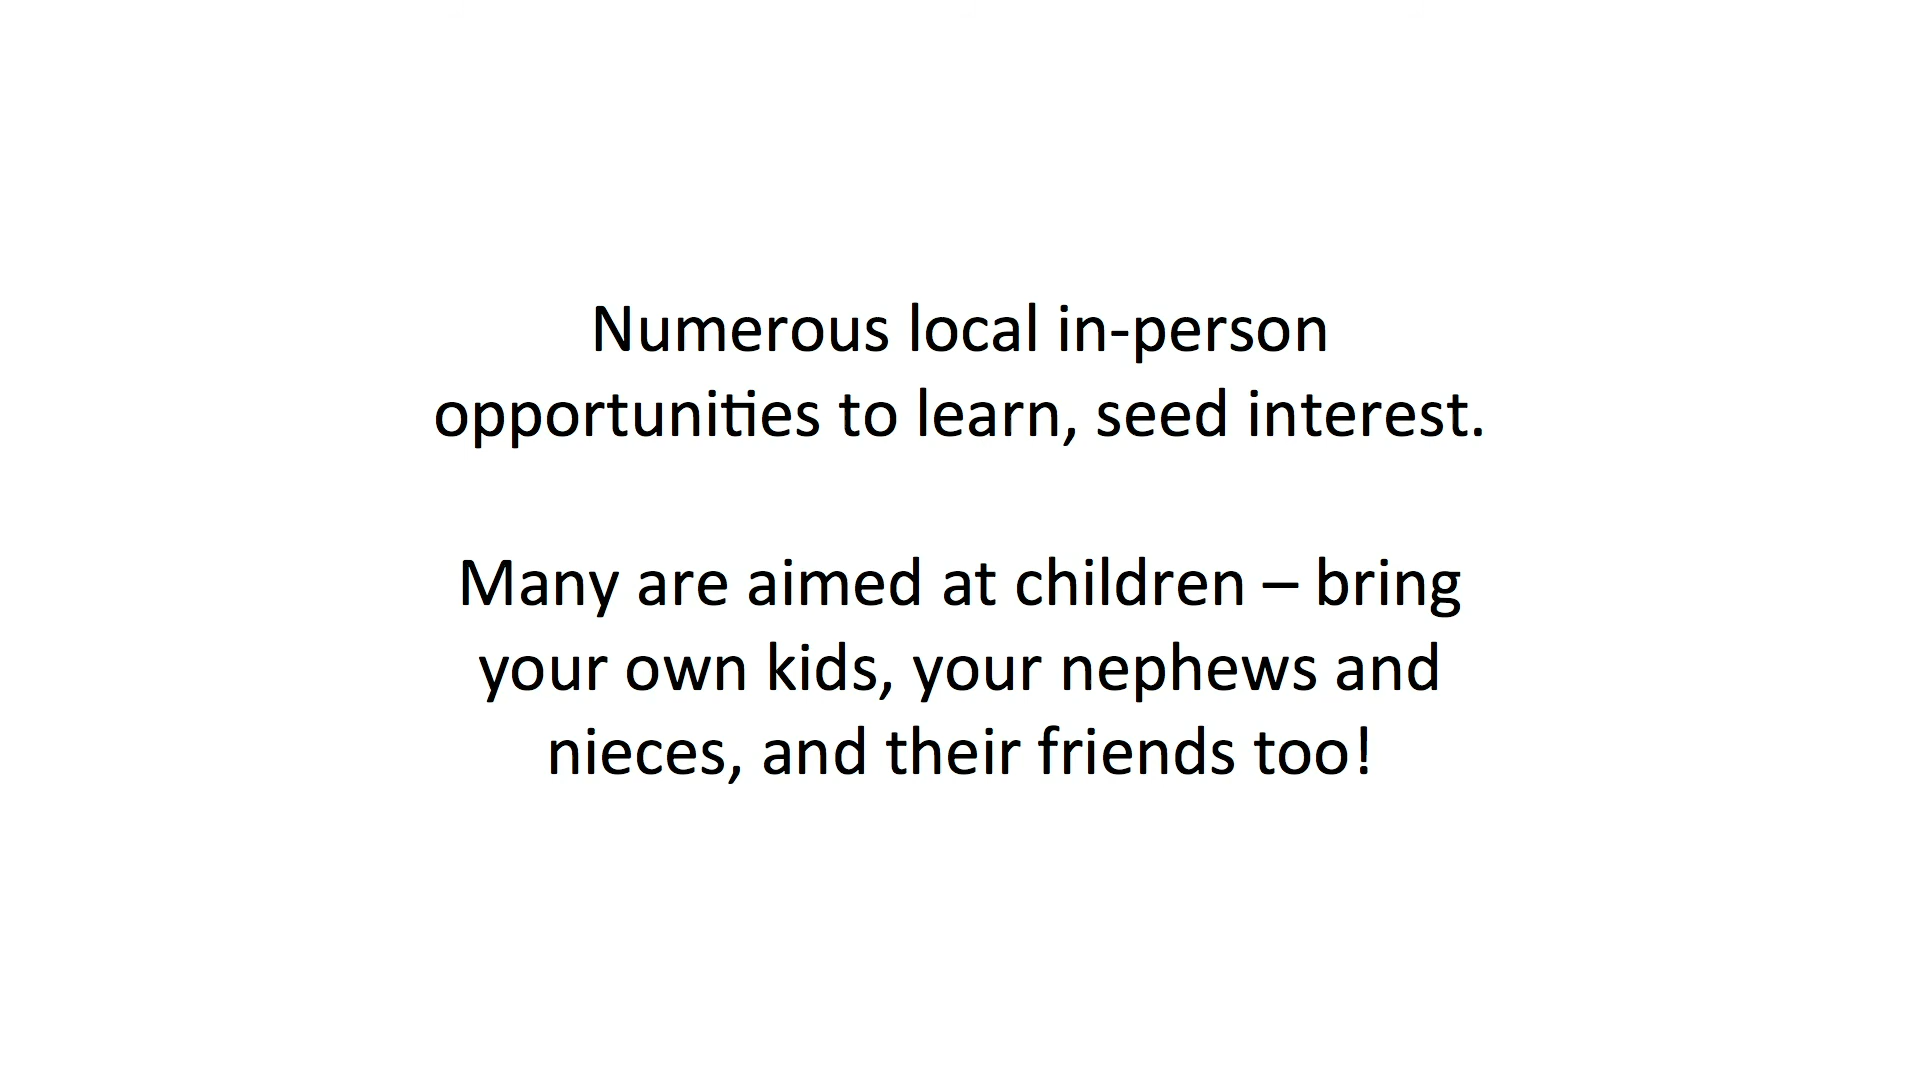 Numerous local in-person
opportunities to learn, seed interest.
Many are aimed at children – bring
your own kids, your nephews and
nieces, and their friends too!